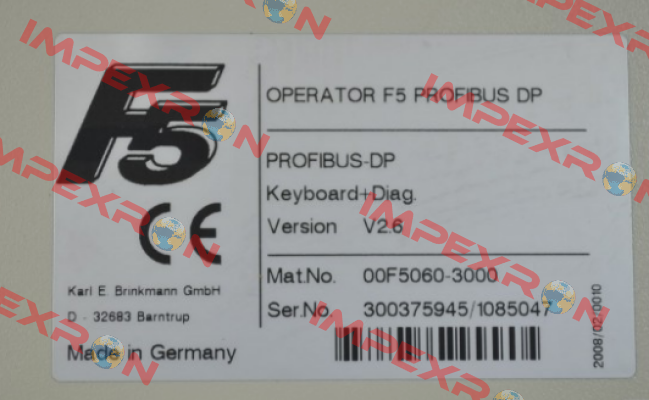 F5
OPERATOR F5 PROFIBUS DP
PROFIBUS-DP
Keyboard+Diag.
Version V2.6
CE
Mat.No. 00F5060-3000
Ser.No. 300375945/1085047
Karl E. Brinkmann GmbH
D - 32683 Barntrup
Made in Germany
2008/02:0010
IMPEXRON
IMPEXRON
IMPEXRON
IMPEXRON
IMPEXRON
IMPEXRON